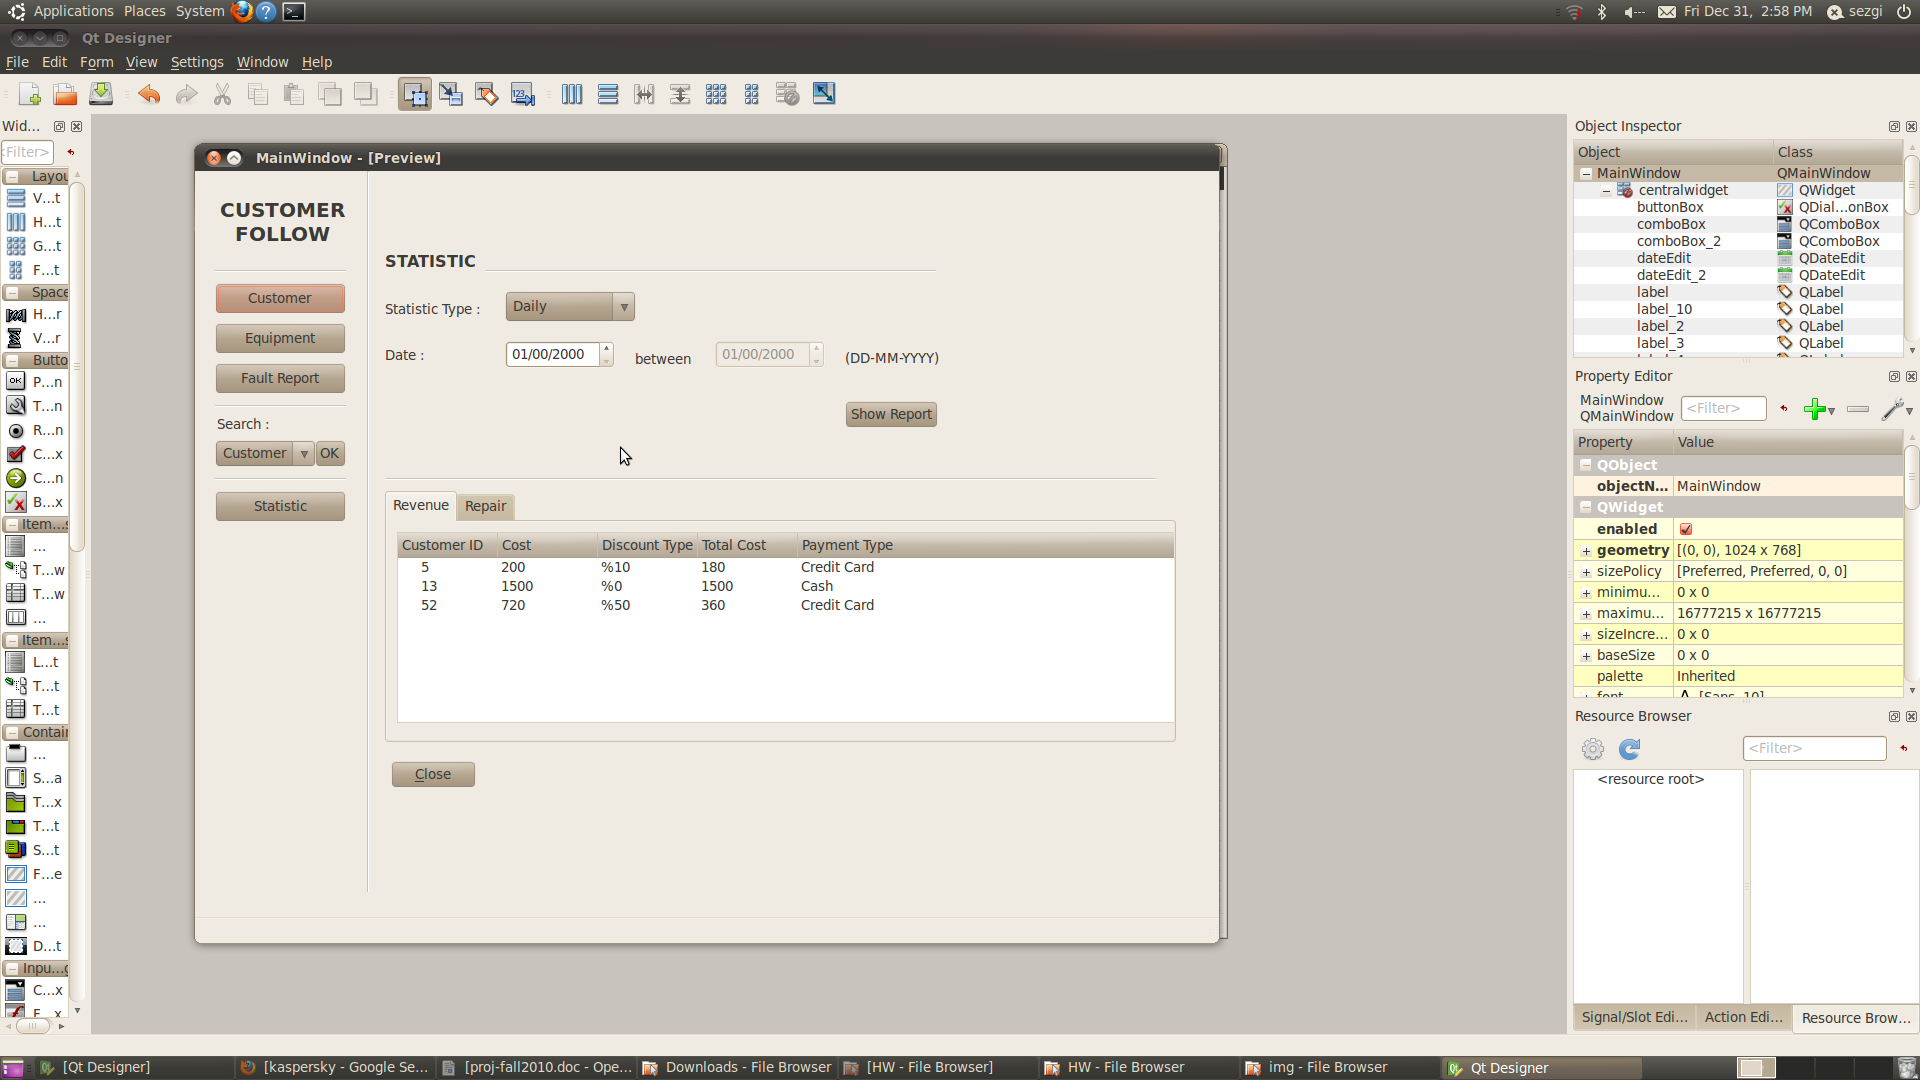 Applications Places System
Fri Dec 31, 2:58 PM sezgi
Qt Designer
File Edit Form View Settings Window Help
Wid...
<Filter>
Layou
V...t
H...t
G...t
F...t
Space
H...r
V...r
Butto
P...n
T...n
R...n
C...x
C...n
B...x
Item...s
...
T...w
T...w
...
Item...s
L...t
T...t
T...t
Contai
...
S...a
T...x
T...t
S...t
F...e
...
...
D...t
Inpu...g
C...x
F...x
MainWindow - [Preview]
CUSTOMER
FOLLOW
Customer
Equipment
Fault Report
Search :
Customer OK
Statistic
STATISTIC
Statistic Type : Daily
Date : 01/00/2000 between 01/00/2000 (DD-MM-YYYY)
Show Report
Revenue Repair
Customer ID Cost Discount Type Total Cost Payment Type
5 200 %10 180 Credit Card
13 1500 %0 1500 Cash
52 720 %50 360 Credit Card
Close
Object Inspector
Object Class
MainWindow QMainWindow
centralwidget QWidget
buttonBox QDial...onBox
comboBox QComboBox
comboBox_2 QComboBox
dateEdit QDateEdit
dateEdit_2 QDateEdit
label QLabel
label_10 QLabel
label_2 QLabel
label_3 QLabel
Property Editor
MainWindow
QMainWindow
<Filter>
Property Value
QObject
objectN... MainWindow
QWidget
enabled
geometry [(0, 0), 1024 x 768]
sizePolicy [Preferred, Preferred, 0, 0]
minimu... 0 x 0
maximu... 16777215 x 16777215
sizeIncre... 0 x 0
baseSize 0 x 0
palette Inherited
font A [Sans, 10]
Resource Browser
<Filter>
<resource root>
Signal/Slot Edi... Action Edi... Resource Brow...
[Qt Designer] [kaspersky - Google Se... [proj-fall2010.doc - Ope... Downloads - File Browser [HW - File Browser] HW - File Browser img - File Browser Qt Designer